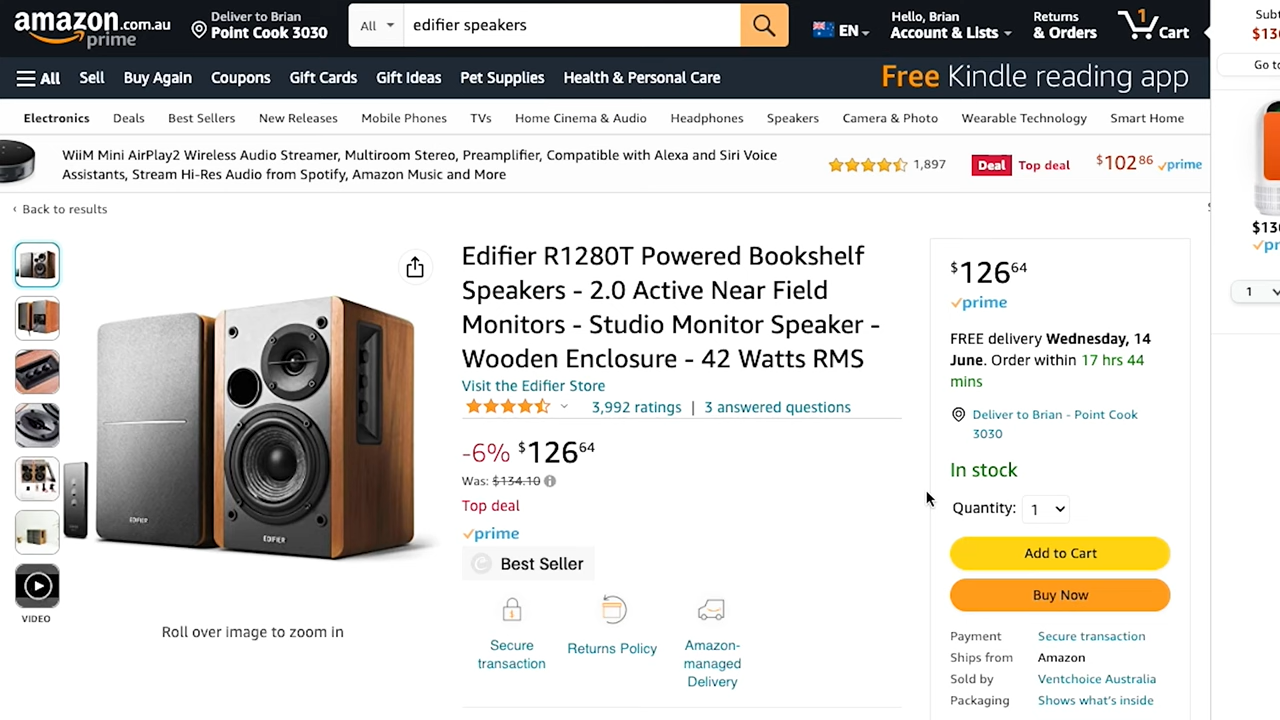 amazon.com.au
prime
Deliver to Brian
Point Cook 3030
All
edifier speakers
EN
Hello, Brian
Account & Lists
Returns
& Orders
1
Cart
All
Sell
Buy Again
Coupons
Gift Cards
Gift Ideas
Pet Supplies
Health & Personal Care
Free Kindle reading app
Electronics
Deals
Best Sellers
New Releases
Mobile Phones
TVs
Home Cinema & Audio
Headphones
Speakers
Camera & Photo
Wearable Technology
Smart Home
WiiM Mini AirPlay2 Wireless Audio Streamer, Multiroom Stereo, Preamplifier, Compatible with Alexa and Siri Voice
Assistants, Stream Hi-Res Audio from Spotify, Amazon Music and More
1,897
Deal
Top deal
$102 86
prime
‹ Back to results
Edifier R1280T Powered Bookshelf
Speakers - 2.0 Active Near Field
Monitors - Studio Monitor Speaker -
Wooden Enclosure - 42 Watts RMS
Visit the Edifier Store
3,992 ratings | 3 answered questions
-6% $126 64
Was: $134.10
Top deal
prime
Best Seller
Secure
transaction
Returns Policy
Amazon-
managed
Delivery
EDIFIER
EDIFIER
VIDEO
Roll over image to zoom in
$126 64
prime
FREE delivery Wednesday, 14
June. Order within 17 hrs 44
mins
Deliver to Brian - Point Cook
3030
In stock
Quantity: 1
Add to Cart
Buy Now
Payment Secure transaction
Ships from Amazon
Sold by Ventchoice Australia
Packaging Shows what's inside
Subt
$13
Go to
$13
pr
1